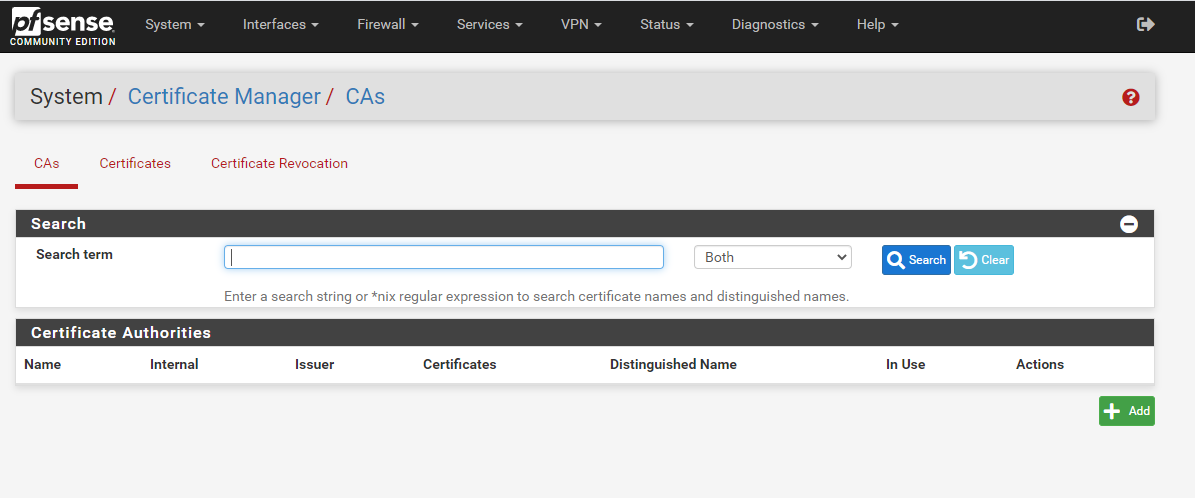 pfsense
COMMUNITY EDITION
System Interfaces Firewall Services VPN Status Diagnostics Help
System / Certificate Manager / CAs
CAs Certificates Certificate Revocation
Search
Search term Both Search Clear
Enter a search string or *nix regular expression to search certificate names and distinguished names.
Certificate Authorities
Name Internal Issuer Certificates Distinguished Name In Use Actions
Add